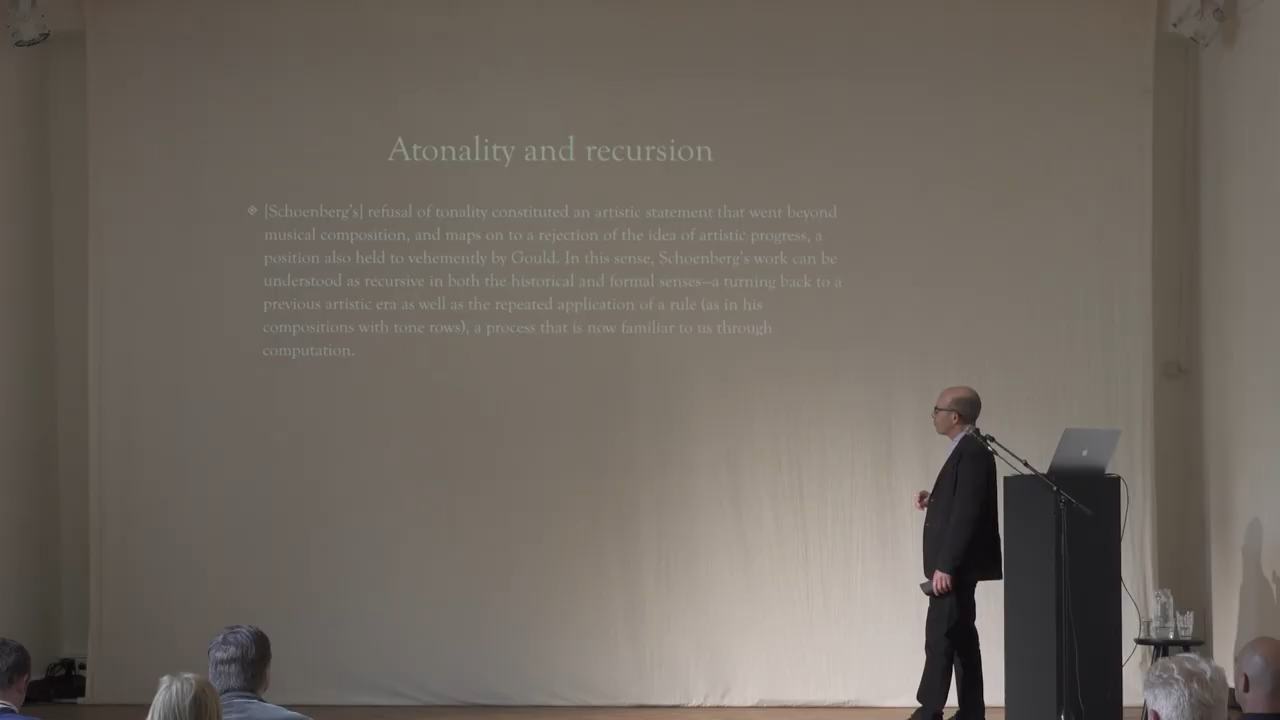 Atonality and recursion
[Schoenberg's] refusal of tonality constituted an artistic statement that went beyond
musical composition, and maps on to a rejection of the idea of artistic progress, a
position also held to vehemently by Gould. In this sense, Schoenberg's work can be
understood as recursive in both the historical and formal senses—a turning back to a
previous artistic era as well as the repeated application of a rule (as in his
compositions with tone rows), a process that is now familiar to us through
computation.